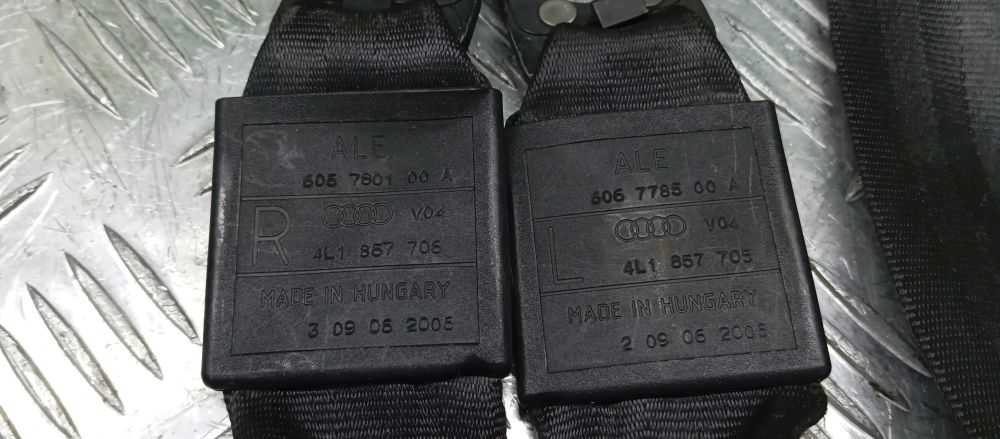 ALE
605 7801 00 A
R
V04
4L1 857 706
MADE IN HUNGARY
3 09 06 2006
ALE
606 7785 00 A
L
V04
4L1 857 705
MADE IN HUNGARY
2 09 06 2006